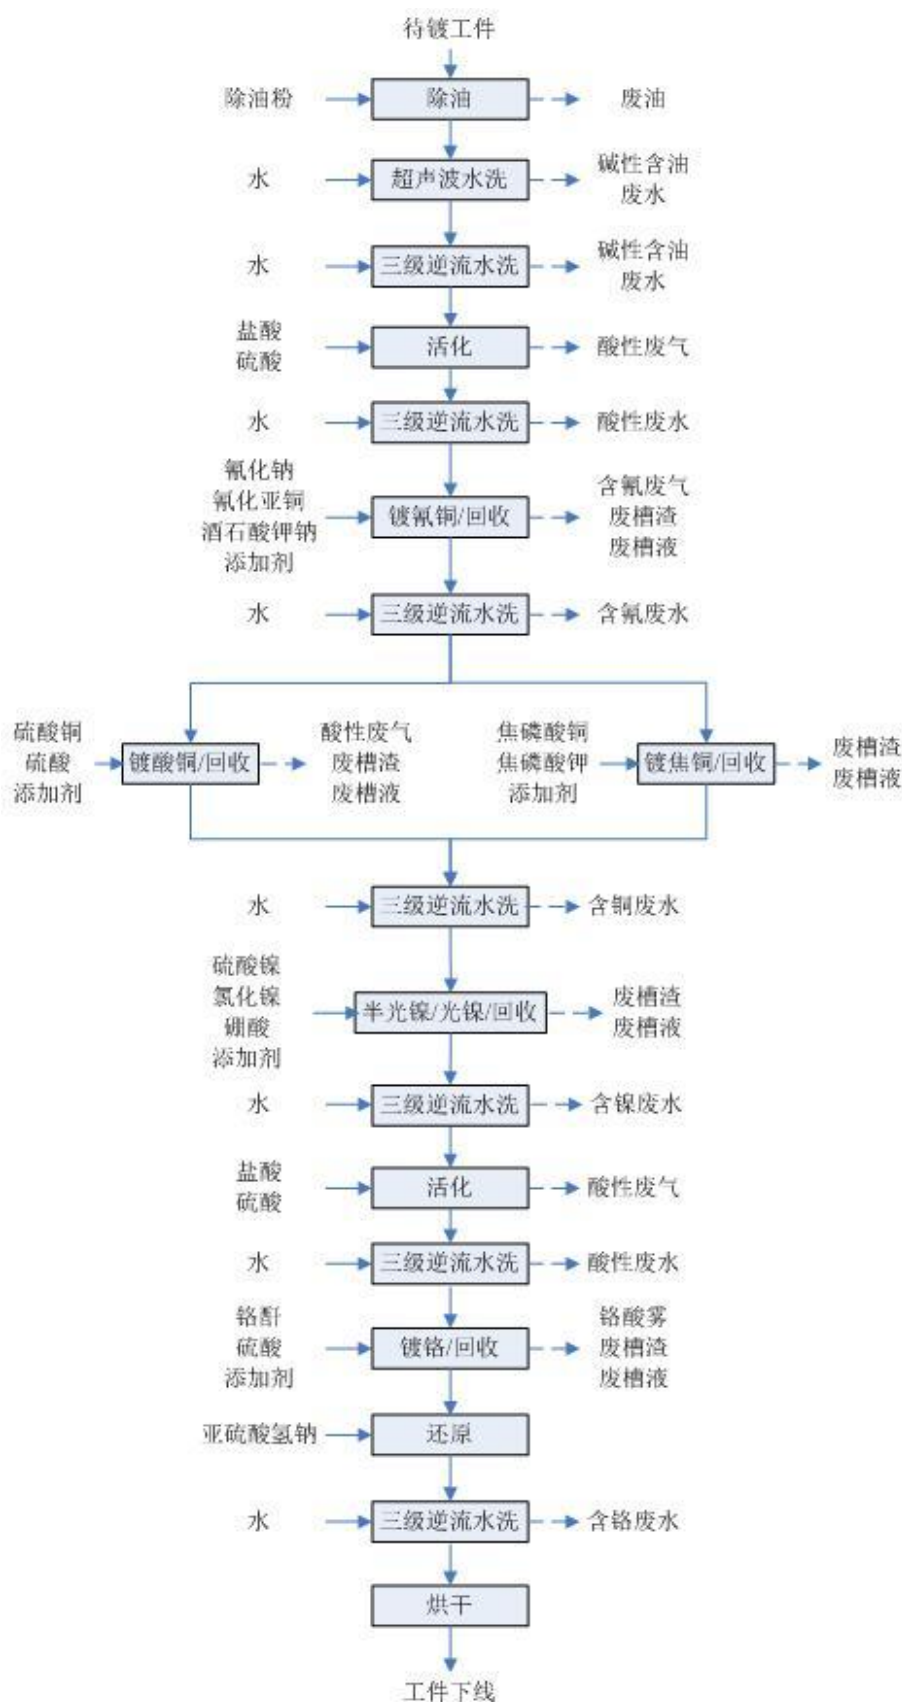 待镀工件
除油粉
除油
废油
水
超声波水洗
碱性含油
废水
水
三级逆流水洗
碱性含油
废水
盐酸
硫酸
活化
酸性废气
水
三级逆流水洗
酸性废水
氰化钠
氰化亚铜
酒石酸钾钠
添加剂
镀氰铜/回收
含氰废气
废槽渣
废槽液
水
三级逆流水洗
含氰废水
硫酸铜
硫酸
添加剂
镀酸铜/回收
酸性废气
废槽渣
废槽液
焦磷酸铜
焦磷酸钾
添加剂
镀焦铜/回收
废槽渣
废槽液
水
三级逆流水洗
含铜废水
硫酸镍
氯化镍
硼酸
添加剂
半光镍/光镍/回收
废槽渣
废槽液
水
三级逆流水洗
含镍废水
盐酸
硫酸
活化
酸性废气
水
三级逆流水洗
酸性废水
铬酐
硫酸
添加剂
镀铬/回收
铬酸雾
废槽渣
废槽液
亚硫酸氢钠
还原
水
三级逆流水洗
含铬废水
烘干
工件下线